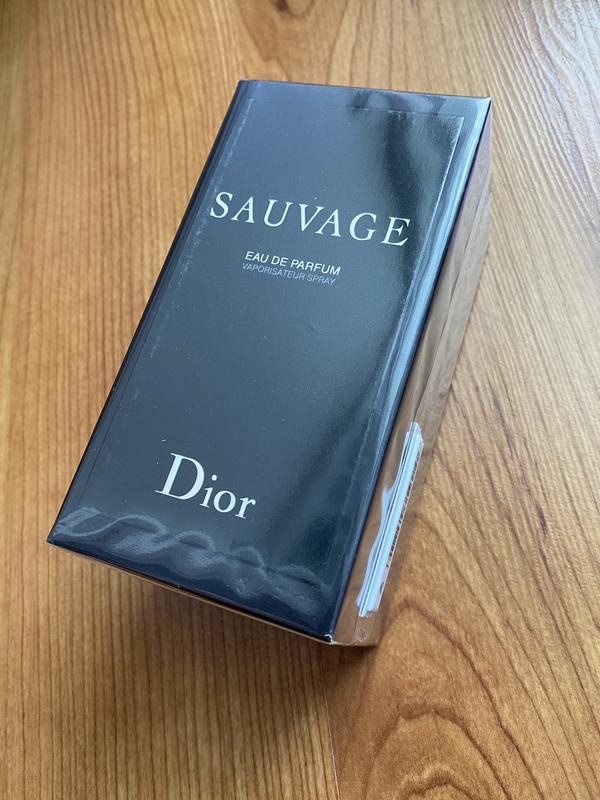 SAUVAGE
EAU DE PARFUM
VAPORISATEUR SPRAY
Dior